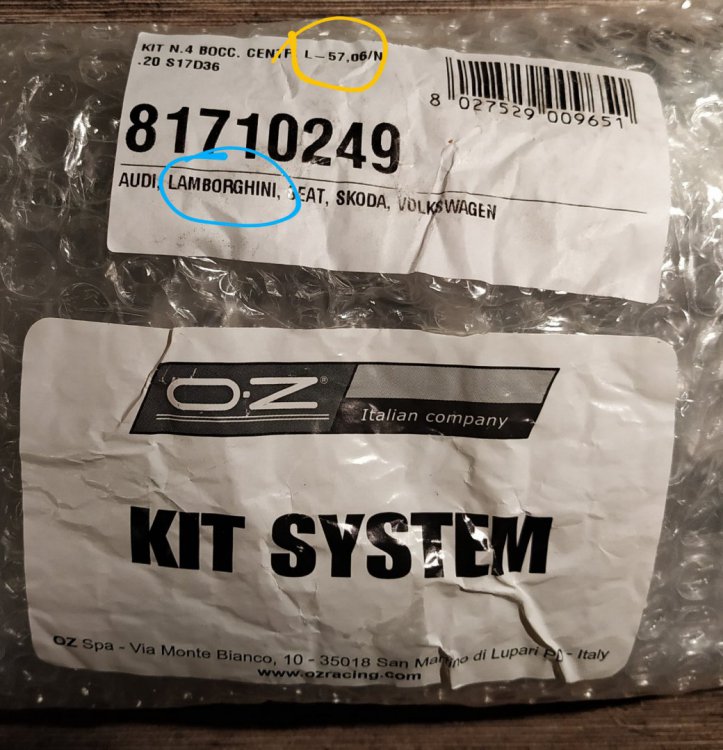 KIT N.4 BOCC. CENTR L-57,06/N
.20 S17D36
8 027529 009651
81710249
AUDI, LAMBORGHINI, SEAT, SKODA, VOLKSWAGEN
O·Z®
Italian company
KIT SYSTEM
OZ Spa - Via Monte Bianco, 10 - 35018 San Martino di Lupari PD - Italy
www.ozracing.com